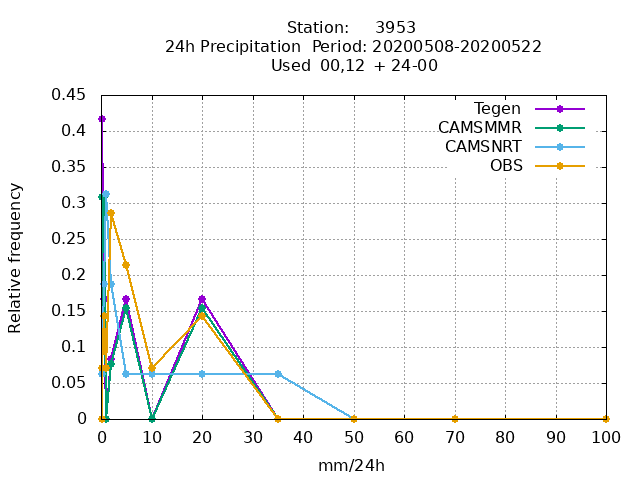 Station: 3953
24h Precipitation Period: 20200508-20200522
Used 00,12 + 24-00
Tegen
CAMSMMR
CAMSNRT
OBS
Relative frequency
0.45
0.4
0.35
0.3
0.25
0.2
0.15
0.1
0.05
0
0 10 20 30 40 50 60 70 80 90 100
mm/24h